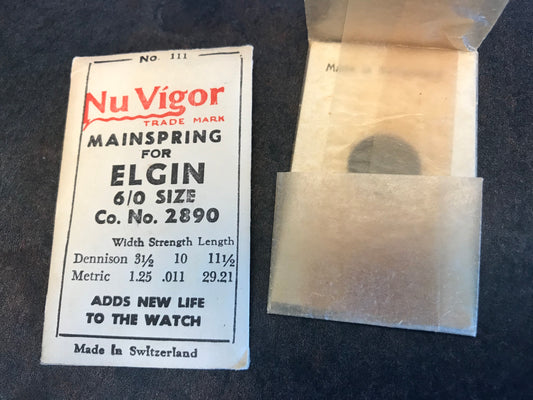 No. 111
Nu Vigor
TRADE MARK
MAINSPRING
FOR
ELGIN
6/0 SIZE
Co. No. 2890
Width Strength Length
Dennison 3½ 10 11½
Metric 1.25 .011 29.21
ADDS NEW LIFE
TO THE WATCH
Made In Switzerland
Made in